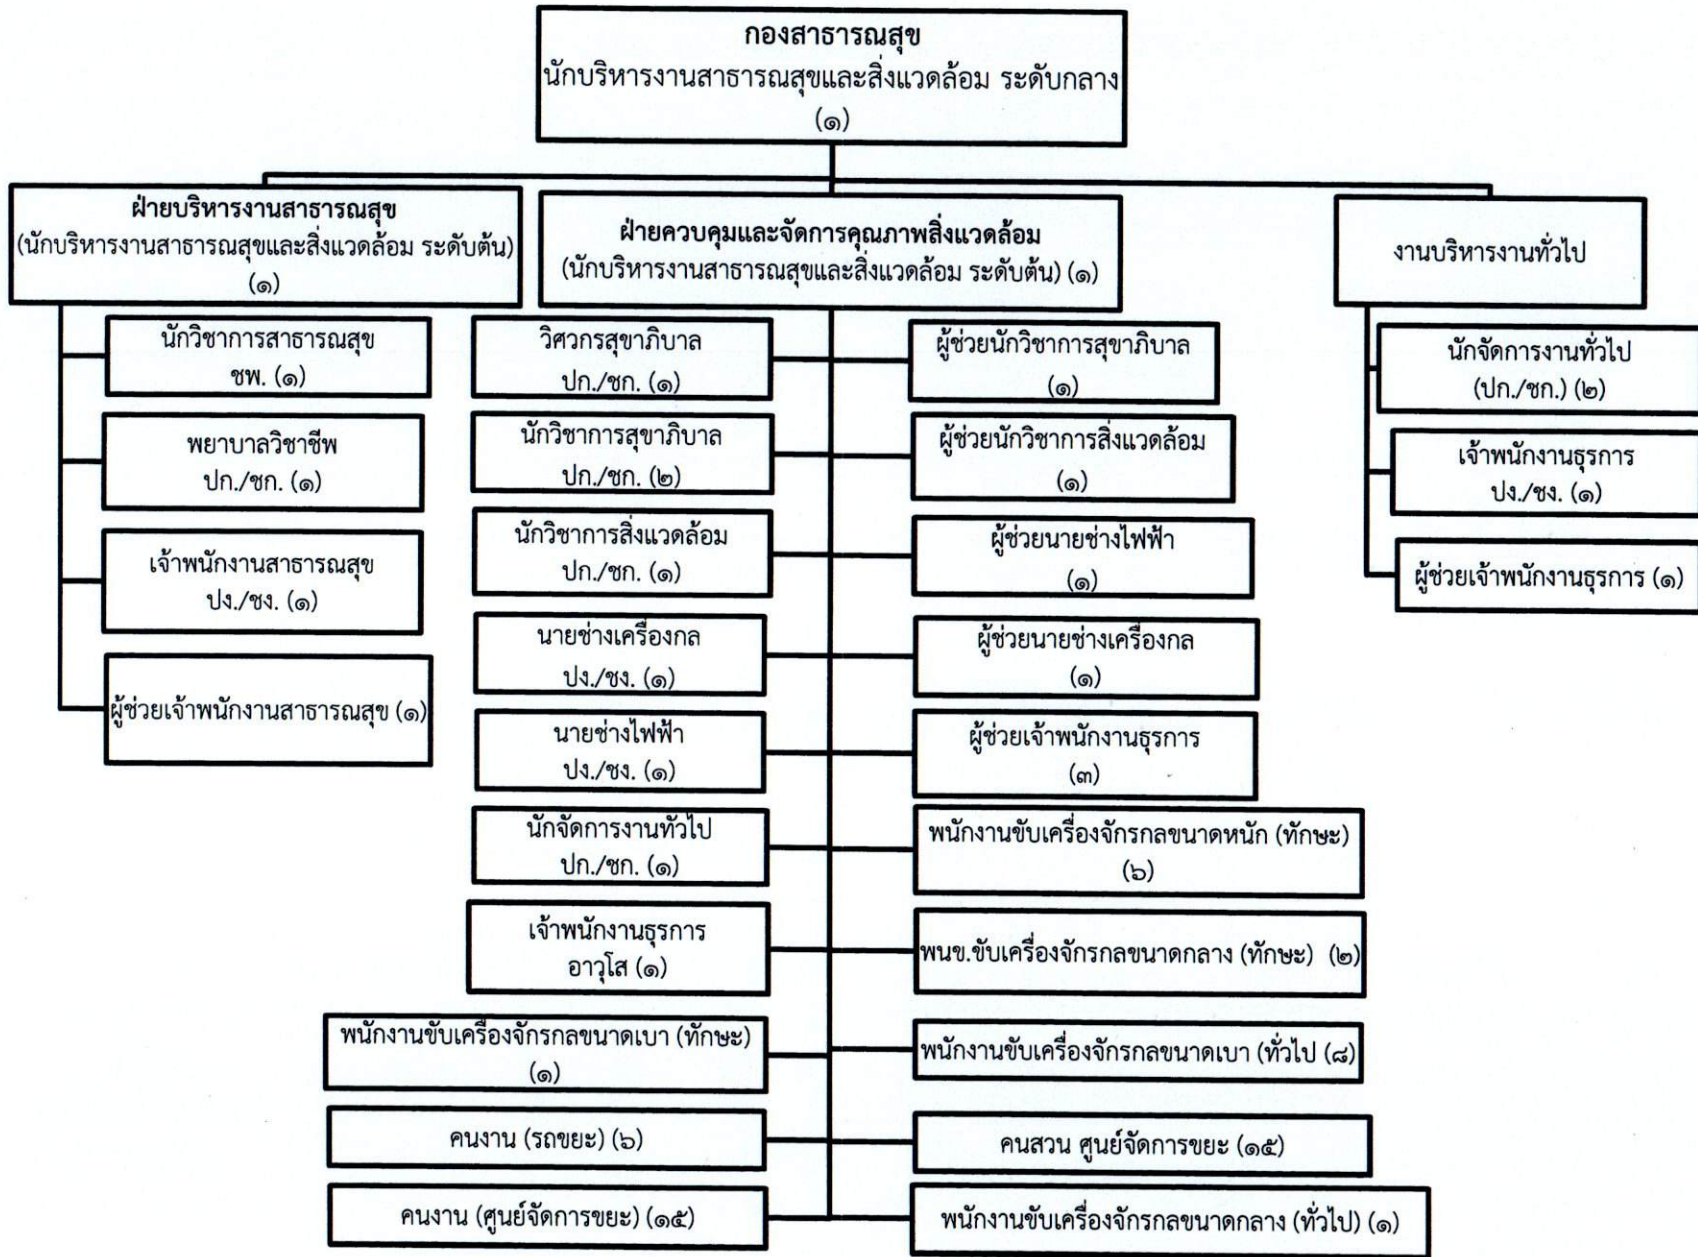 กองสาธารณสุข
นักบริหารงานสาธารณสุขและสิ่งแวดล้อม ระดับกลาง
(๑)
ฝ่ายบริหารงานสาธารณสุข
(นักบริหารงานสาธารณสุขและสิ่งแวดล้อม ระดับต้น)
(๑)
นักวิชาการสาธารณสุข
ชพ. (๑)
พยาบาลวิชาชีพ
ปก./ชก. (๑)
เจ้าพนักงานสาธารณสุข
ปง./ชง. (๑)
ผู้ช่วยเจ้าพนักงานสาธารณสุข (๑)
ฝ่ายควบคุมและจัดการคุณภาพสิ่งแวดล้อม
(นักบริหารงานสาธารณสุขและสิ่งแวดล้อม ระดับต้น) (๑)
วิศวกรสุขาภิบาล
ปก./ชก. (๑)
นักวิชาการสุขาภิบาล
ปก./ชก. (๒)
นักวิชาการสิ่งแวดล้อม
ปก./ชก. (๑)
นายช่างเครื่องกล
ปง./ชง. (๑)
นายช่างไฟฟ้า
ปง./ชง. (๑)
นักจัดการงานทั่วไป
ปก./ชก. (๑)
เจ้าพนักงานธุรการ
อาวุโส (๑)
พนักงานขับเครื่องจักรกลขนาดเบา (ทักษะ)
(๑)
คนงาน (รถขยะ) (๖)
คนงาน (ศูนย์จัดการขยะ) (๑๕)
ผู้ช่วยนักวิชาการสุขาภิบาล
(๑)
ผู้ช่วยนักวิชาการสิ่งแวดล้อม
(๑)
ผู้ช่วยนายช่างไฟฟ้า
(๑)
ผู้ช่วยนายช่างเครื่องกล
(๑)
ผู้ช่วยเจ้าพนักงานธุรการ
(๓)
พนักงานขับเครื่องจักรกลขนาดหนัก (ทักษะ)
(๖)
พนข.ขับเครื่องจักรกลขนาดกลาง (ทักษะ) (๒)
พนักงานขับเครื่องจักรกลขนาดเบา (ทั่วไป (๘)
คนสวน ศูนย์จัดการขยะ (๑๕)
พนักงานขับเครื่องจักรกลขนาดกลาง (ทั่วไป) (๑)
งานบริหารงานทั่วไป
นักจัดการงานทั่วไป
(ปก./ชก.) (๒)
เจ้าพนักงานธุรการ
ปง./ชง. (๑)
ผู้ช่วยเจ้าพนักงานธุรการ (๑)